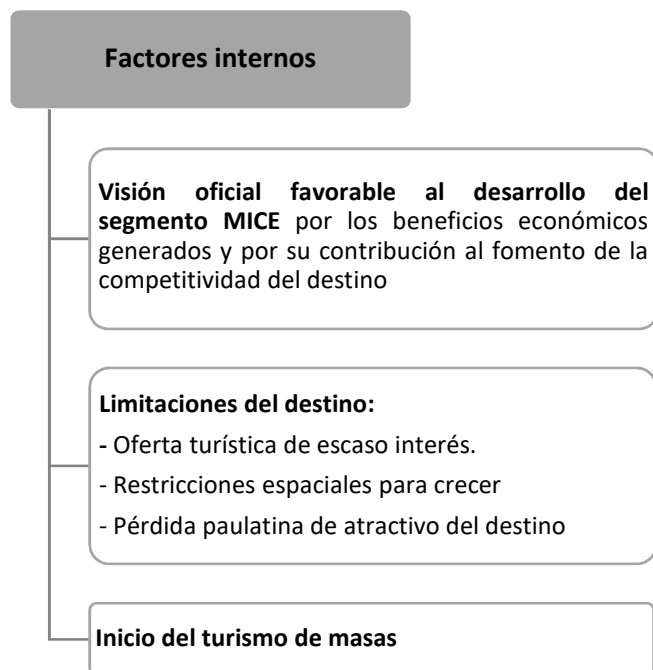 Factores internos
Visión oficial favorable al desarrollo del
segmento MICE por los beneficios económicos
generados y por su contribución al fomento de la
competitividad del destino
Limitaciones del destino:
- Oferta turística de escaso interés.
- Restricciones espaciales para crecer
- Pérdida paulatina de atractivo del destino
Inicio del turismo de masas